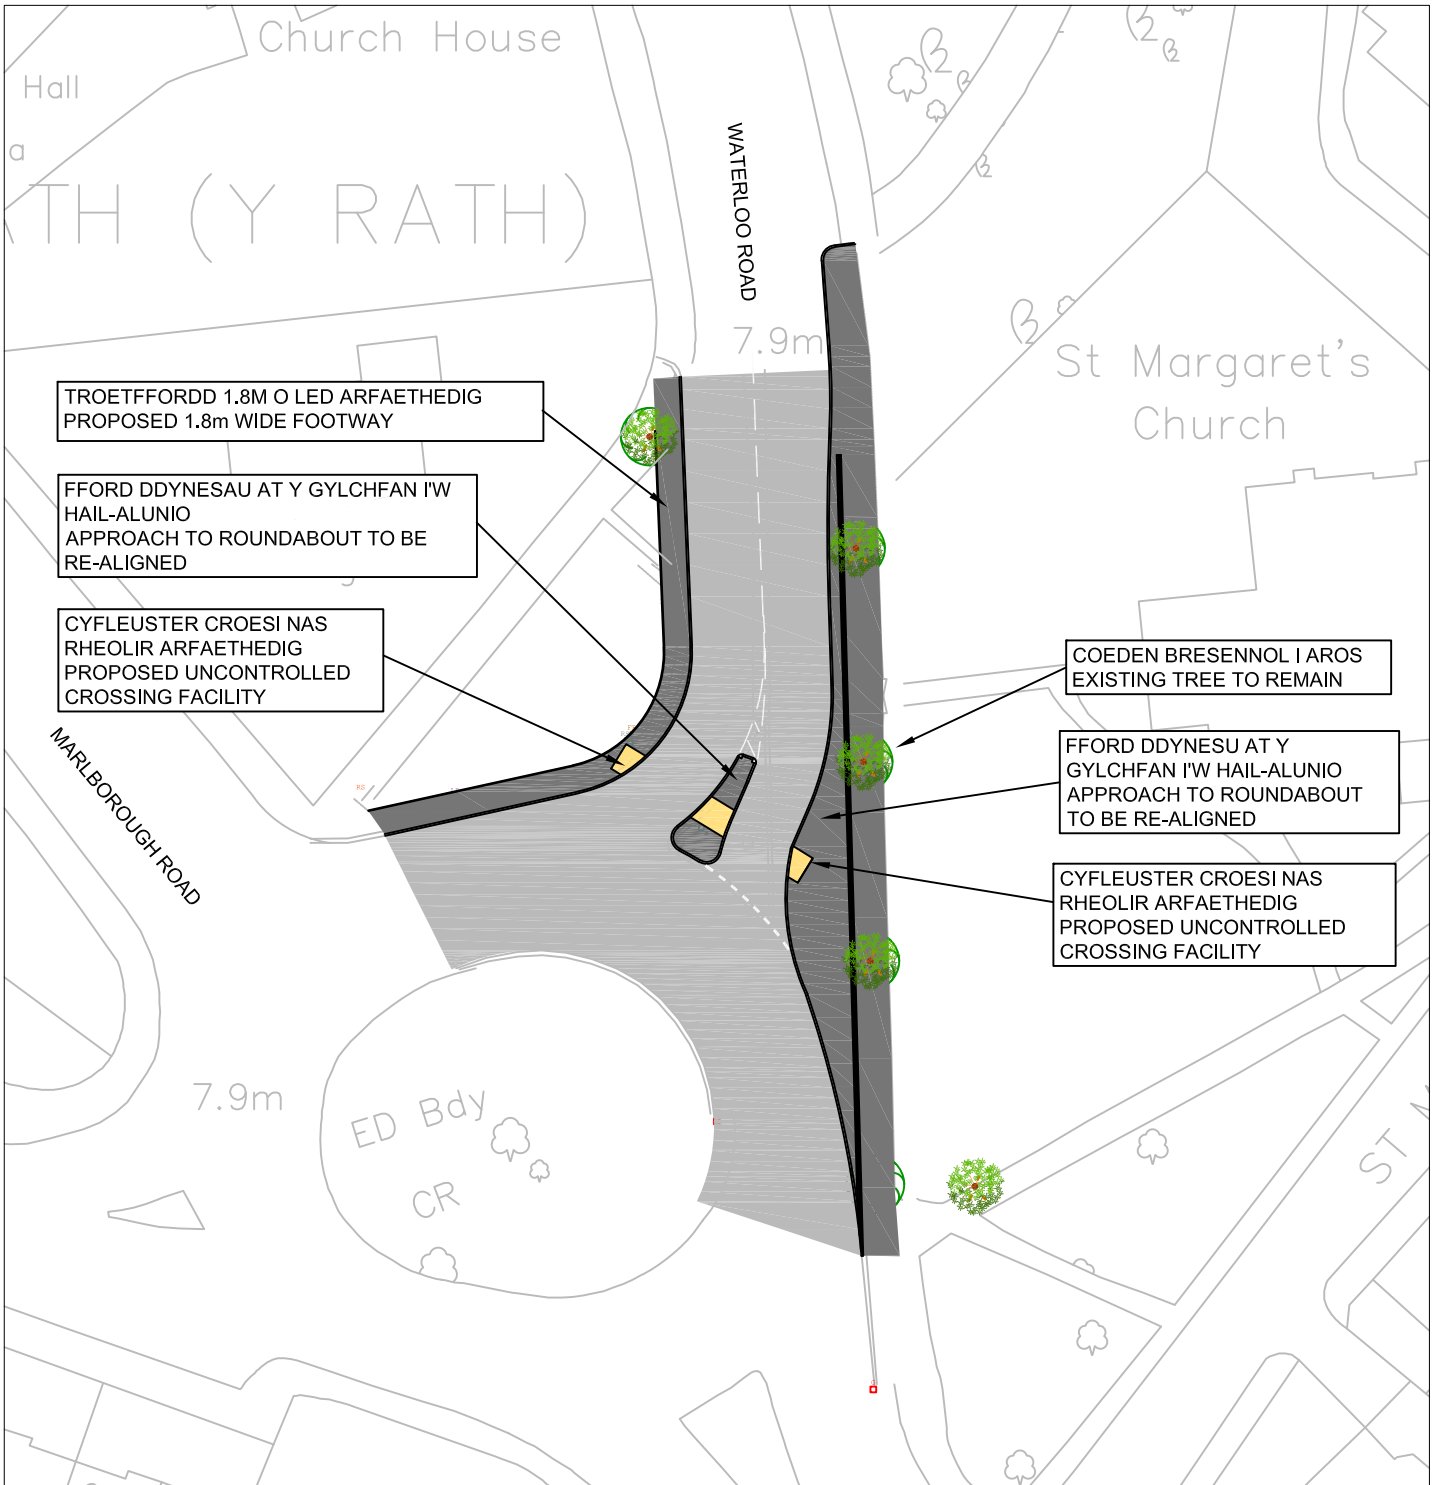 Church House
Hall
a
ATH (Y RATH)
WATERLOO ROAD
7.9m
St Margaret's
Church
TROETFFORDD 1.8M O LED ARFAETHEDIG
PROPOSED 1.8m WIDE FOOTWAY
FFORD DDYNESAU AT Y GYLCHFAN I'W
HAIL-ALUNIO
APPROACH TO ROUNDABOUT TO BE
RE-ALIGNED
CYFLEUSTER CROESI NAS
RHEOLIR ARFAETHEDIG
PROPOSED UNCONTROLLED
CROSSING FACILITY
COEDEN BRESENNOL I AROS
EXISTING TREE TO REMAIN
FFORD DDYNESU AT Y
GYLCHFAN I'W HAIL-ALUNIO
APPROACH TO ROUNDABOUT
TO BE RE-ALIGNED
CYFLEUSTER CROESI NAS
RHEOLIR ARFAETHEDIG
PROPOSED UNCONTROLLED
CROSSING FACILITY
MARLBOROUGH ROAD
7.9m
ED Bdy
CR
ST